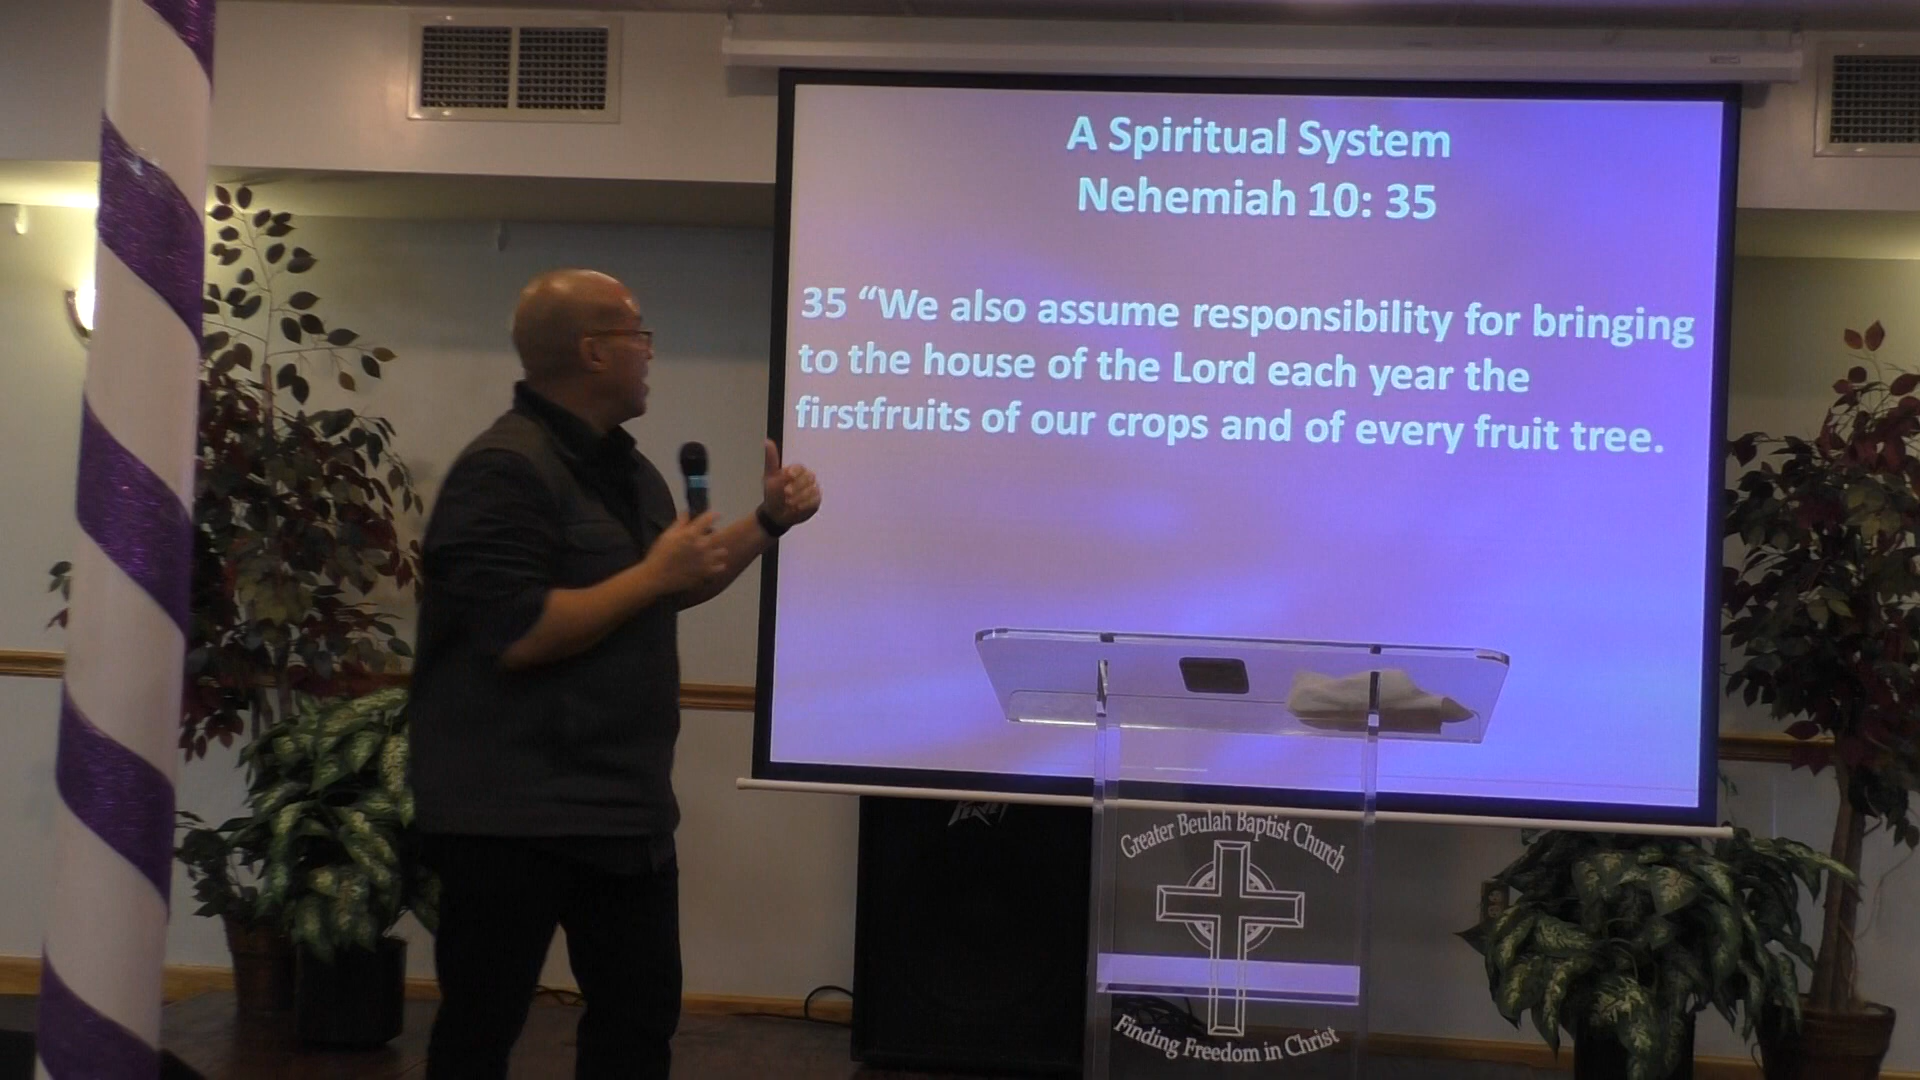 A Spiritual System
Nehemiah 10: 35
35 “We also assume responsibility for bringing
to the house of the Lord each year the
firstfruits of our crops and of every fruit tree.
PEAVEY
Greater Beulah Baptist Church
Finding Freedom in Christ